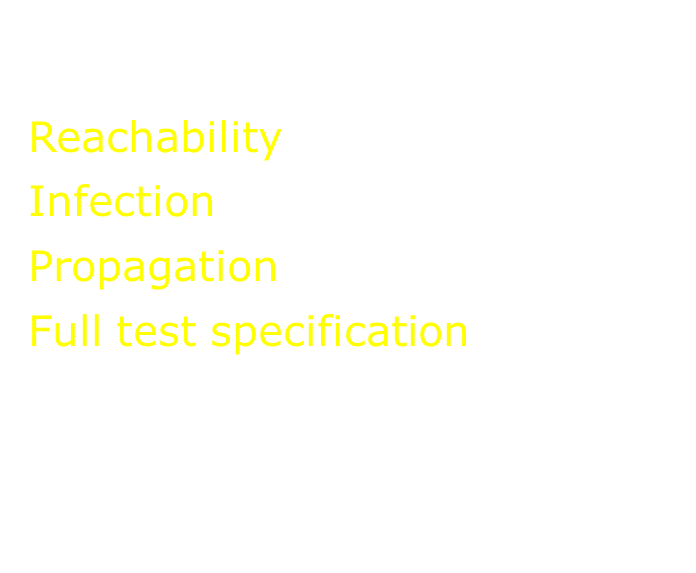 Reachability
Infection
Propagation
Full test specification